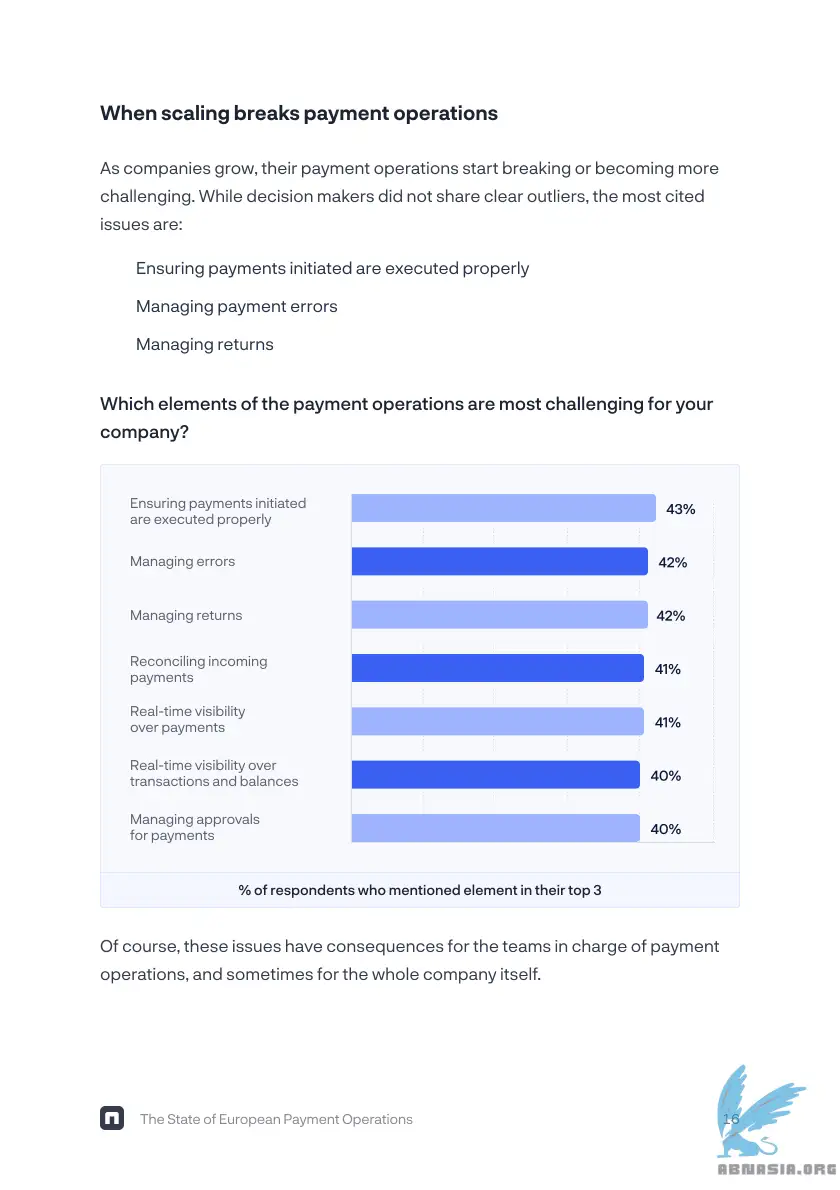 When scaling breaks payment operations
As companies grow, their payment operations start breaking or becoming more
challenging. While decision makers did not share clear outliers, the most cited
issues are:
Ensuring payments initiated are executed properly
Managing payment errors
Managing returns
Which elements of the payment operations are most challenging for your
company?
Ensuring payments initiated
are executed properly
43%
Managing errors
42%
Managing returns
42%
Reconciling incoming
payments
41%
Real-time visibility
over payments
41%
Real-time visibility over
transactions and balances
40%
Managing approvals
for payments
40%
% of respondents who mentioned element in their top 3
Of course, these issues have consequences for the teams in charge of payment
operations, and sometimes for the whole company itself.
The State of European Payment Operations
16
ABNASIA.ORG